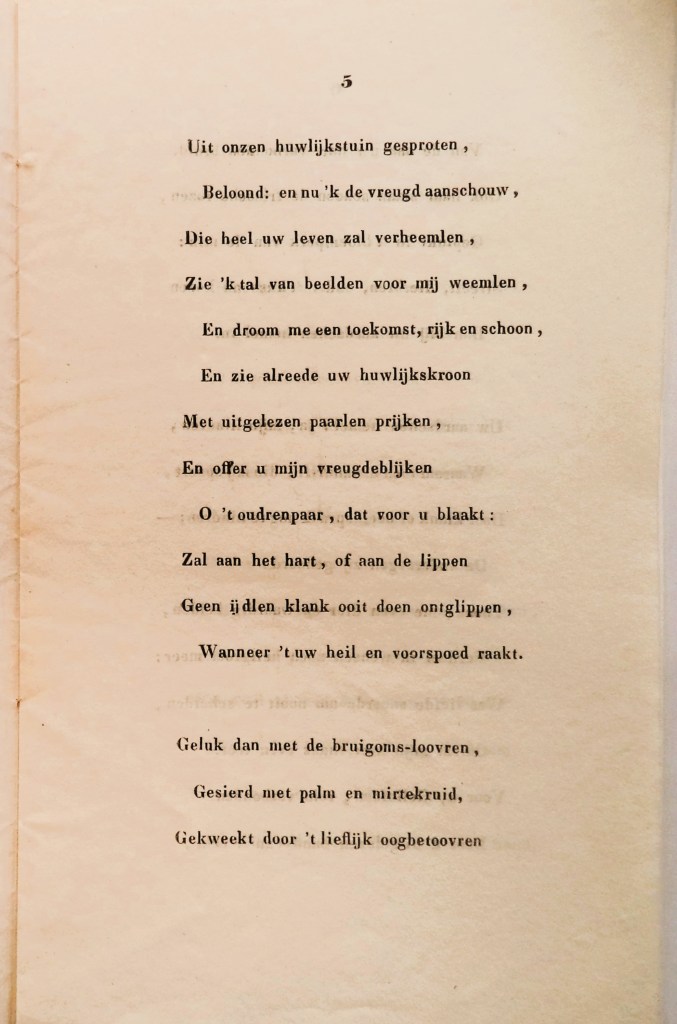 5
Uit onzen huwlijkstuin gesproten ,
Beloond: en nu 'k de vreugd aanschouw ,
Die heel uw leven zal verheemlen ,
Zie 'k tal van beelden voor mij weemlen ,
En droom me een toekomst, rijk en schoon ,
En zie alreede uw huwlijkskroon
Met uitgelezen paarlen prijken ,
En offer u mijn vreugdeblijken
O 't oudrenpaar , dat voor u blaakt :
Zal aan het hart , of aan de lippen
Geen ijdlen klank ooit doen ontglippen ,
Wanneer 't uw heil en voorspoed raakt.
Geluk dan met de bruigoms-loovren ,
Gesierd met palm en mirtekruid,
Gekweekt door 't lieflijk oogbetoovren